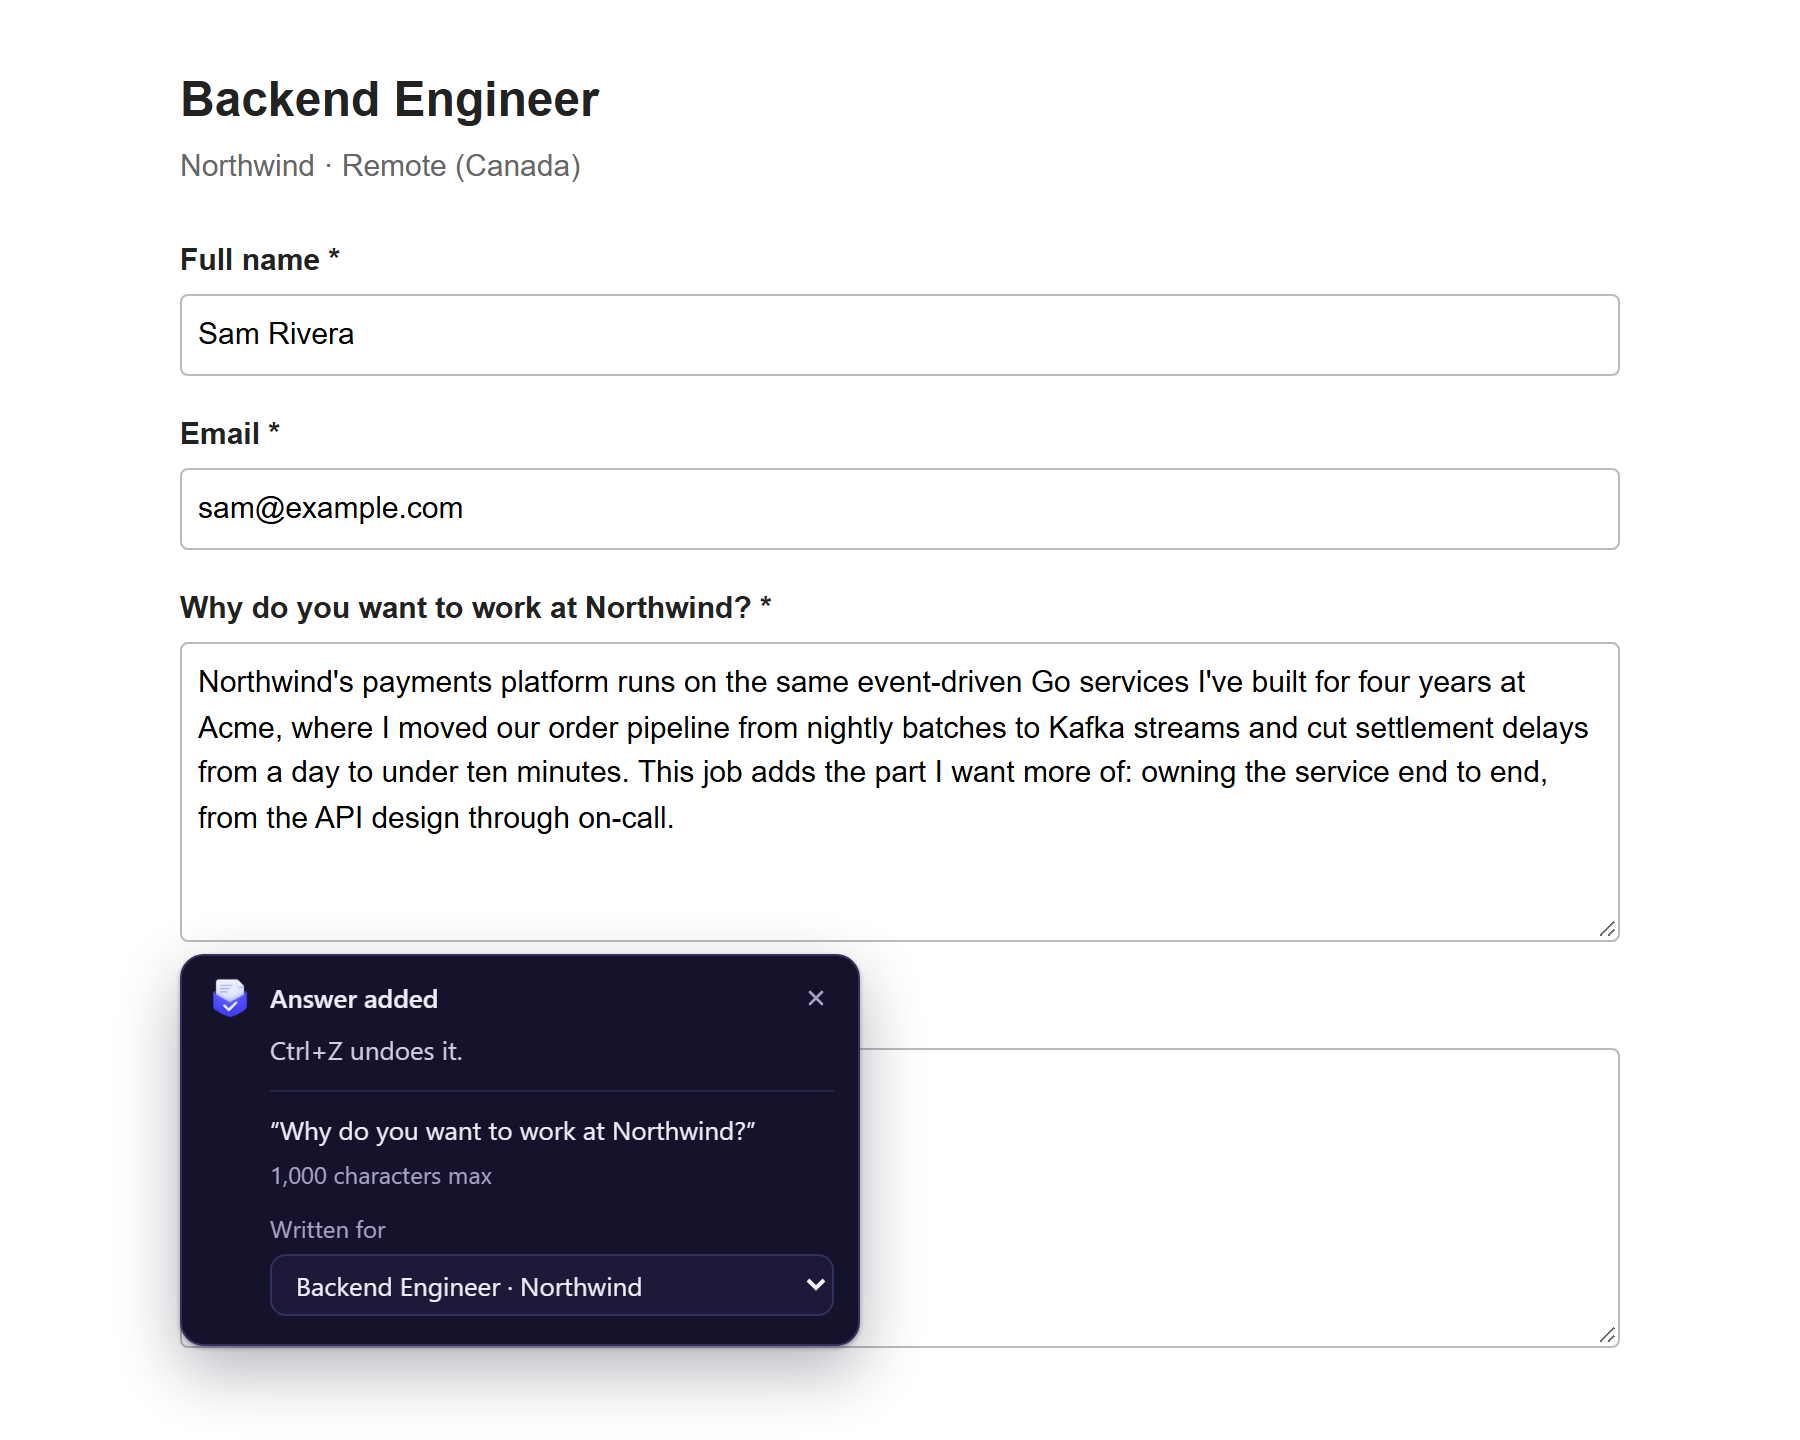 Backend Engineer
Northwind · Remote (Canada)
Full name *
Sam Rivera
Email *
sam@example.com
Why do you want to work at Northwind? *
Northwind's payments platform runs on the same event-driven Go services I've built for four years at
Acme, where I moved our order pipeline from nightly batches to Kafka streams and cut settlement delays
from a day to under ten minutes. This job adds the part I want more of: owning the service end to end,
from the API design through on-call.
Answer added
Ctrl+Z undoes it.
“Why do you want to work at Northwind?”
1,000 characters max
Written for
Backend Engineer · Northwind